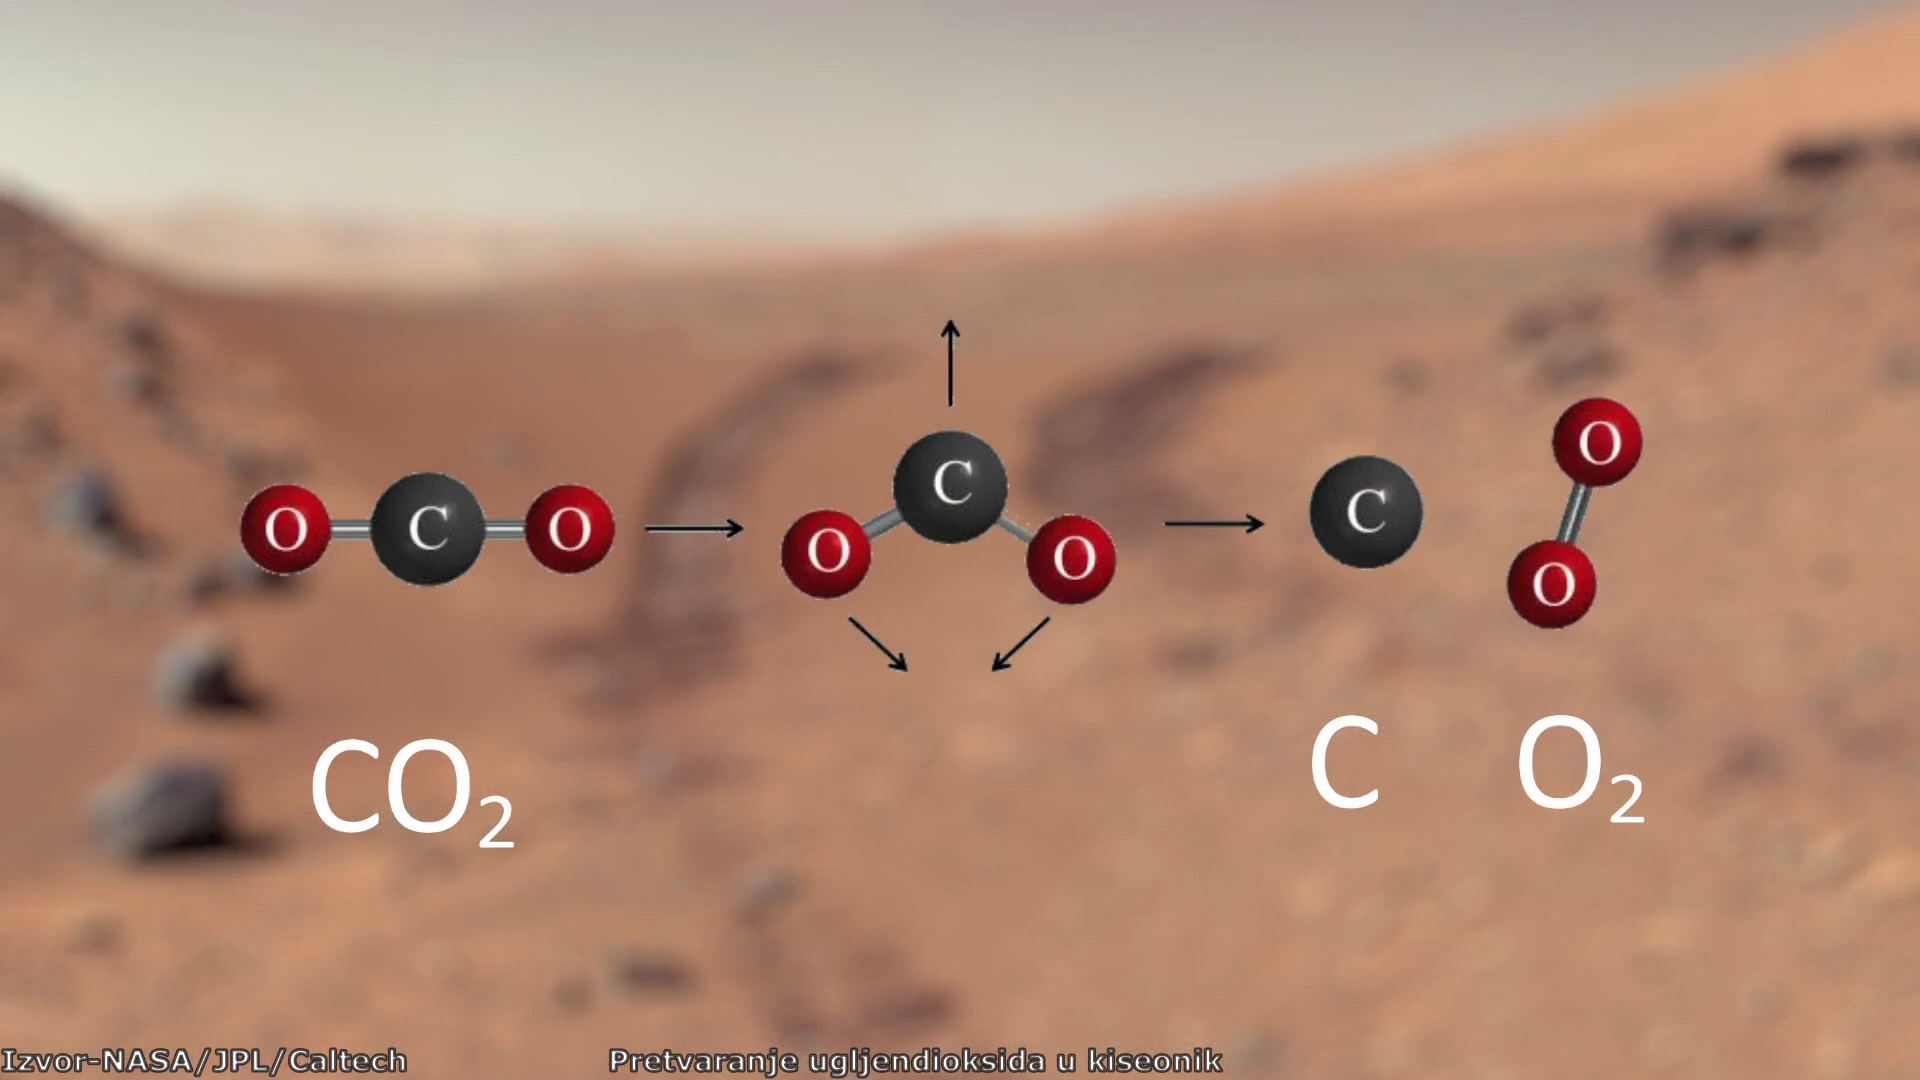 O C O
C
O O
C
O
O
CO₂
C O₂
Izvor-NASA/JPL/Caltech
Pretvaranje ugljendioksida u kiseonik